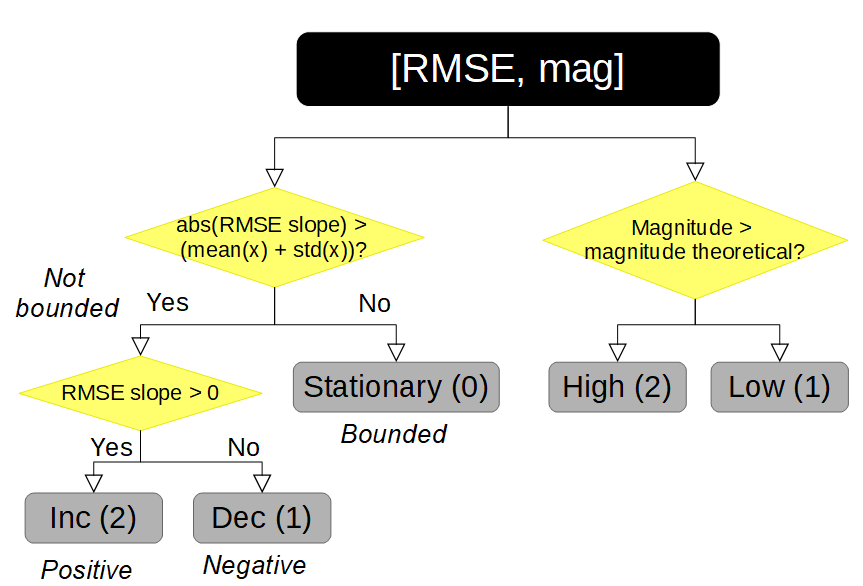 [RMSE, mag]
abs(RMSE slope) >
(mean(x) + std(x))?
Magnitude >
magnitude theoretical?
Not
bounded
Yes
No
RMSE slope > 0
Stationary (0)
High (2)
Low (1)
Bounded
Yes
No
Inc (2)
Dec (1)
Positive
Negative